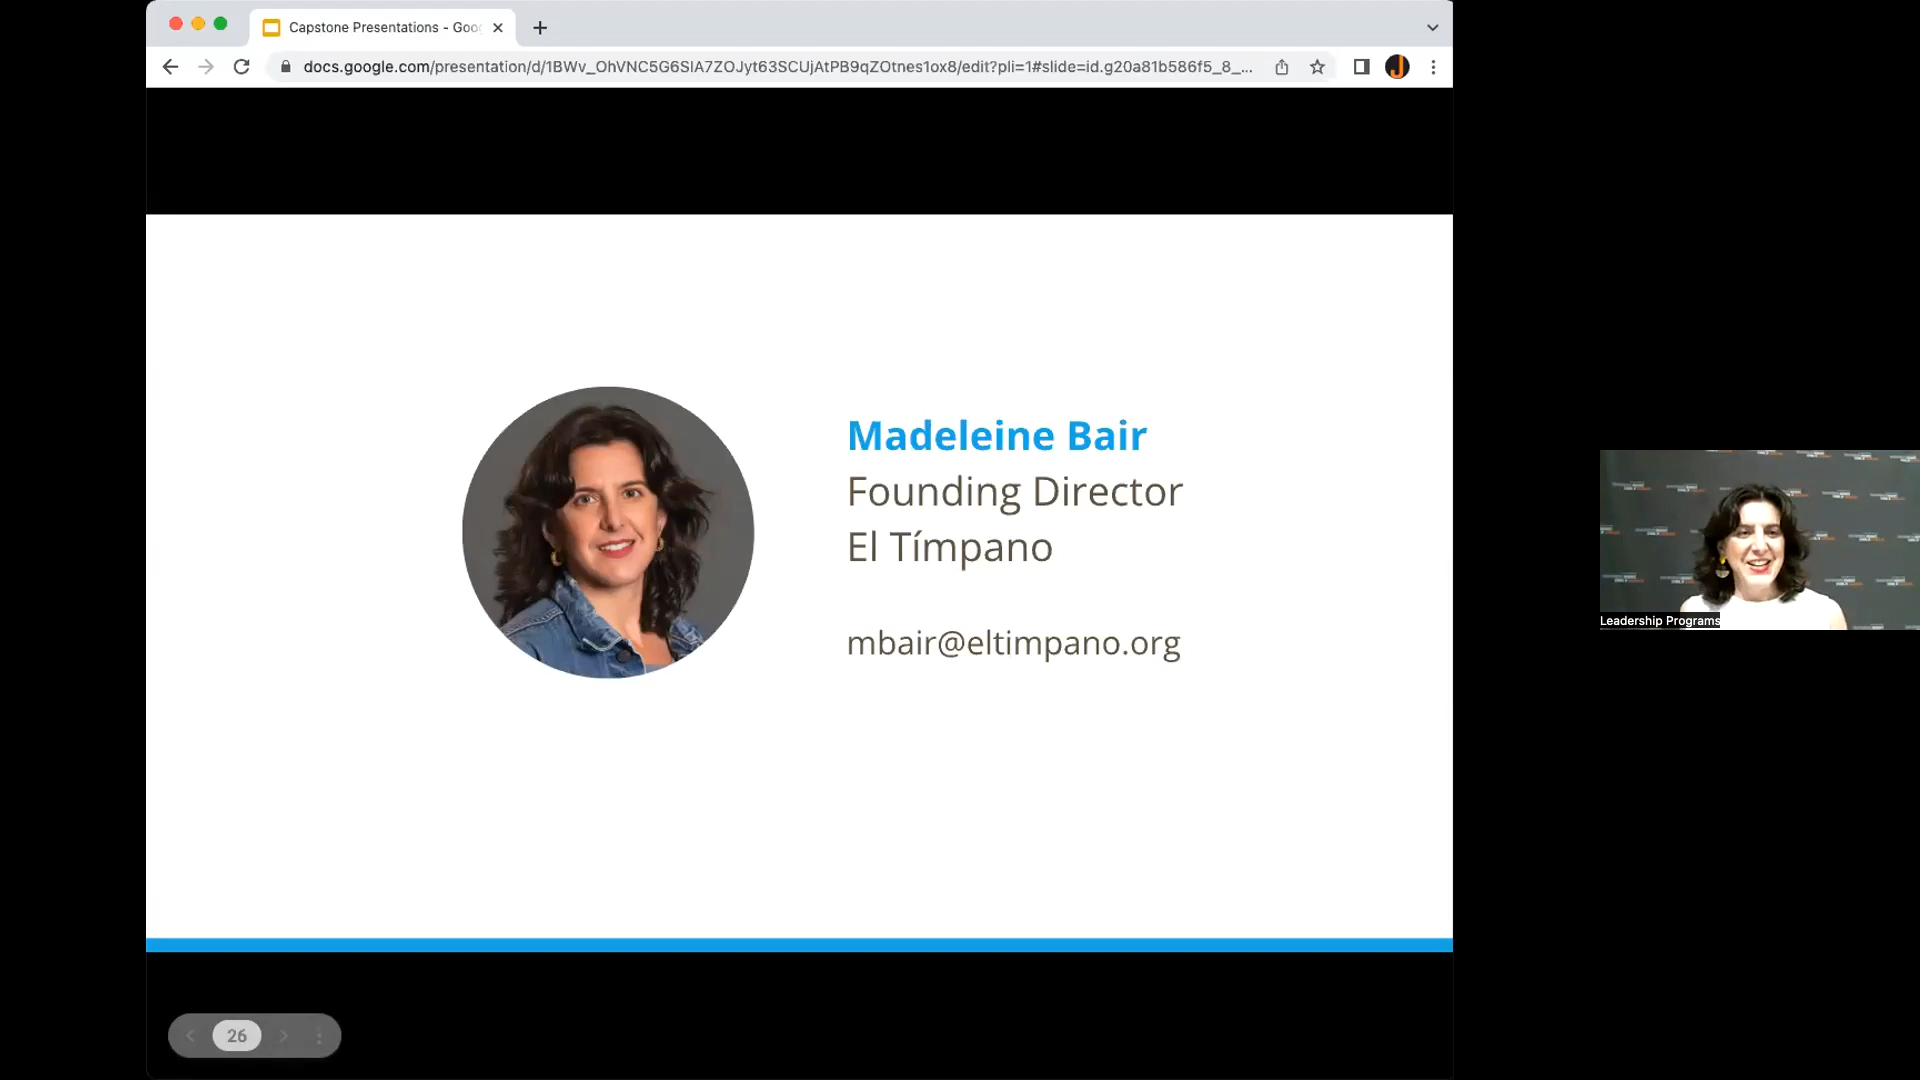 Capstone Presentations - Goo
docs.google.com/presentation/d/1BWv_OhVNC5G6SlA7ZOJyt63SCUjAtPB9qZOtnes1ox8/edit?pli=1#slide=id.g20a81b586f5_8_...
Madeleine Bair
Founding Director
El Tímpano
mbair@eltimpano.org
Leadership Programs
26